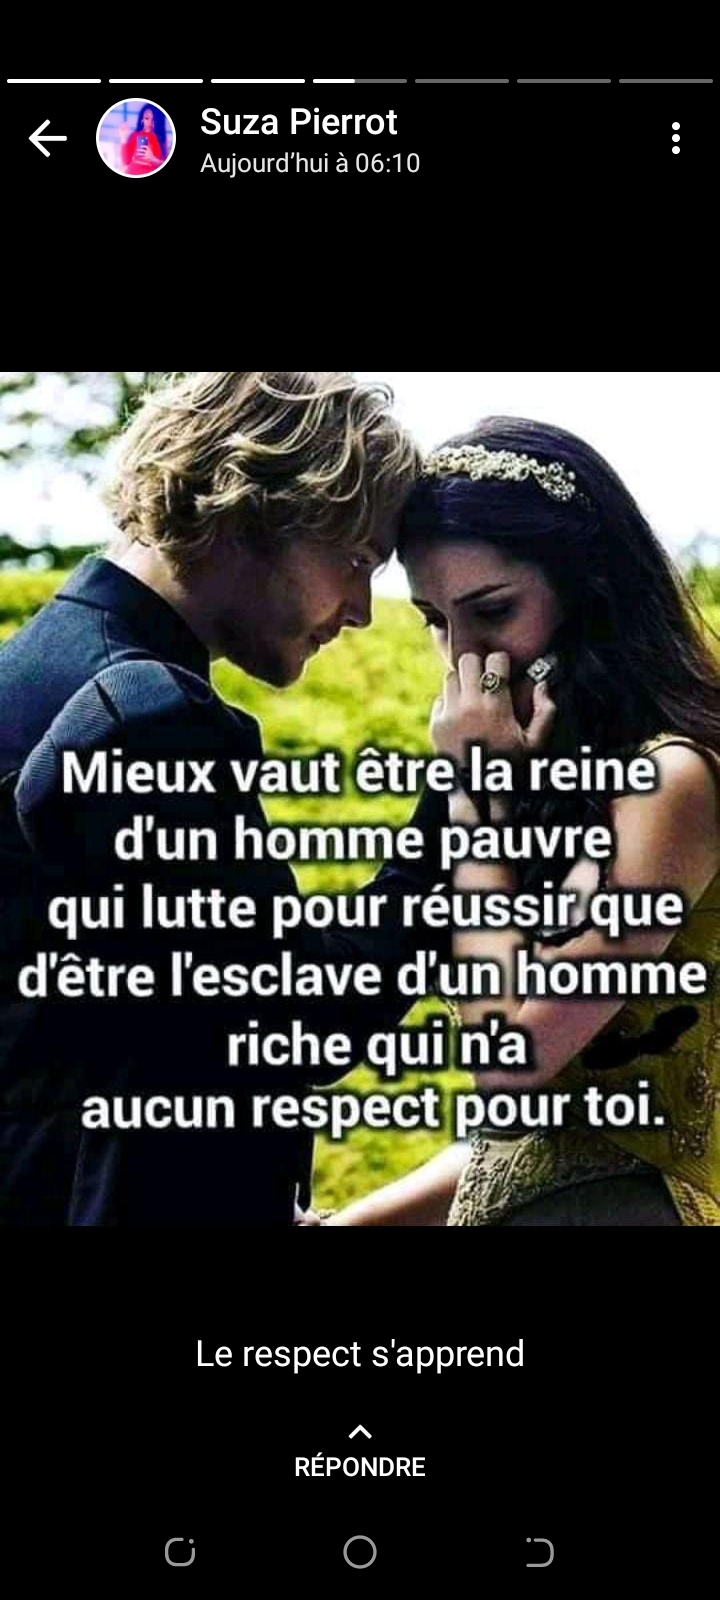 Suza Pierrot
Aujourd’hui à 06:10
Mieux vaut être la reine
d'un homme pauvre
qui lutte pour réussir que
d'être l'esclave d'un homme
riche qui n'a
aucun respect pour toi.
Le respect s'apprend
RÉPONDRE